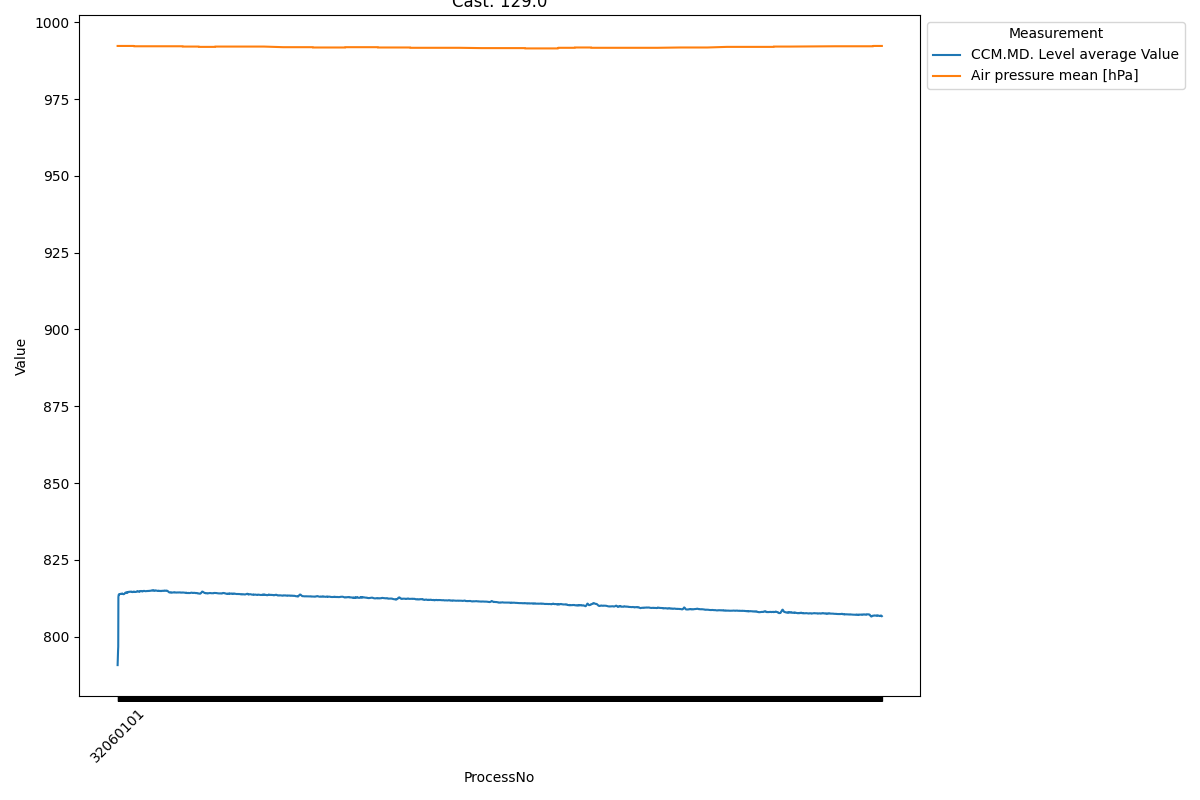 Cast: 129.0
1000
975
950
925
900
875
850
825
800
Value
32060101
ProcessNo
Measurement
CCM.MD. Level average Value
Air pressure mean [hPa]